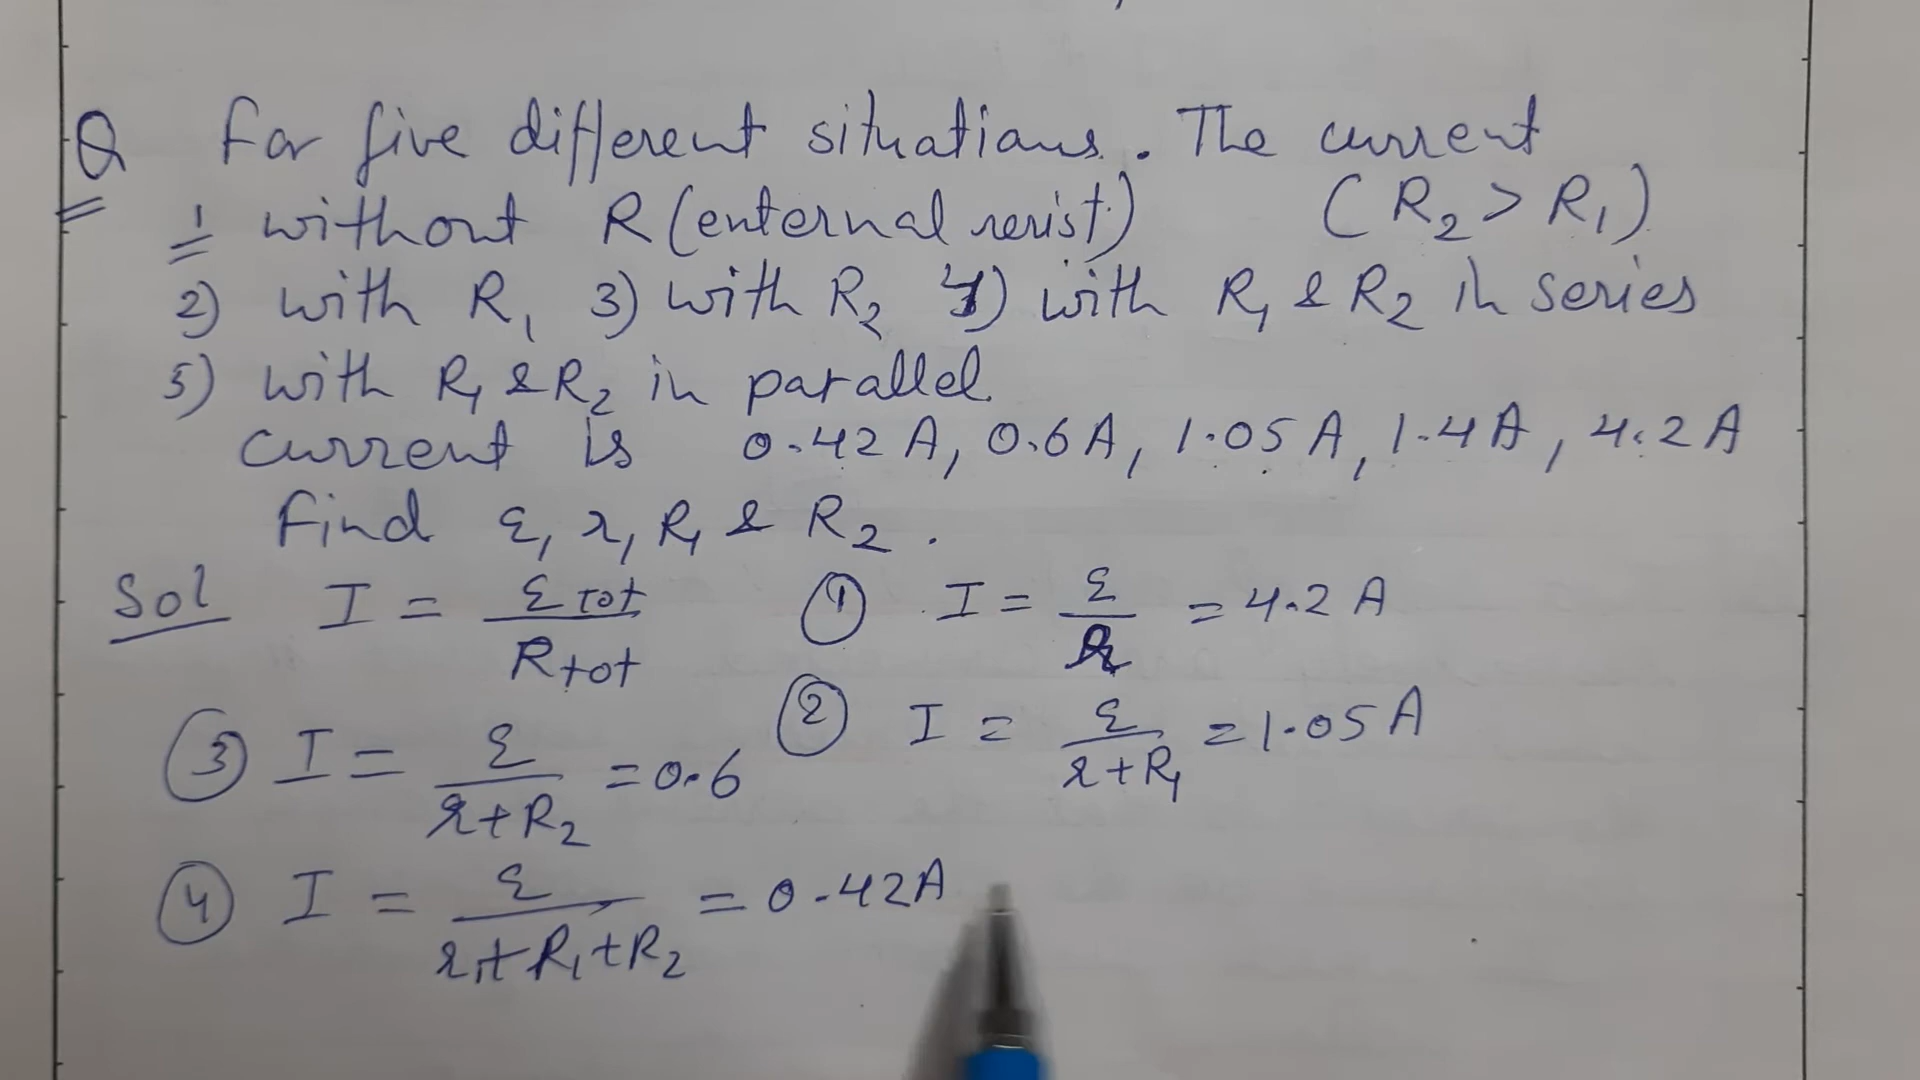 Q For five different situations. The current
1 without R (enternal resist.) (R₂ > R₁)
2) with R₁ 3) with R₂ 4) with R₁ & R₂ in series
5) with R₁ & R₂ in parallel
current is 0.42 A, 0.6 A, 1.05 A, 1.4 A, 4.2 A
Find ε, r, R₁ & R₂.
Sol I = ε tot / R tot ① I = ε / r = 4.2 A
③ I = ε / r+R₂ = 0.6 ② I = ε / r+R₁ = 1.05 A
④ I = ε / r+R₁+R₂ = 0.42A